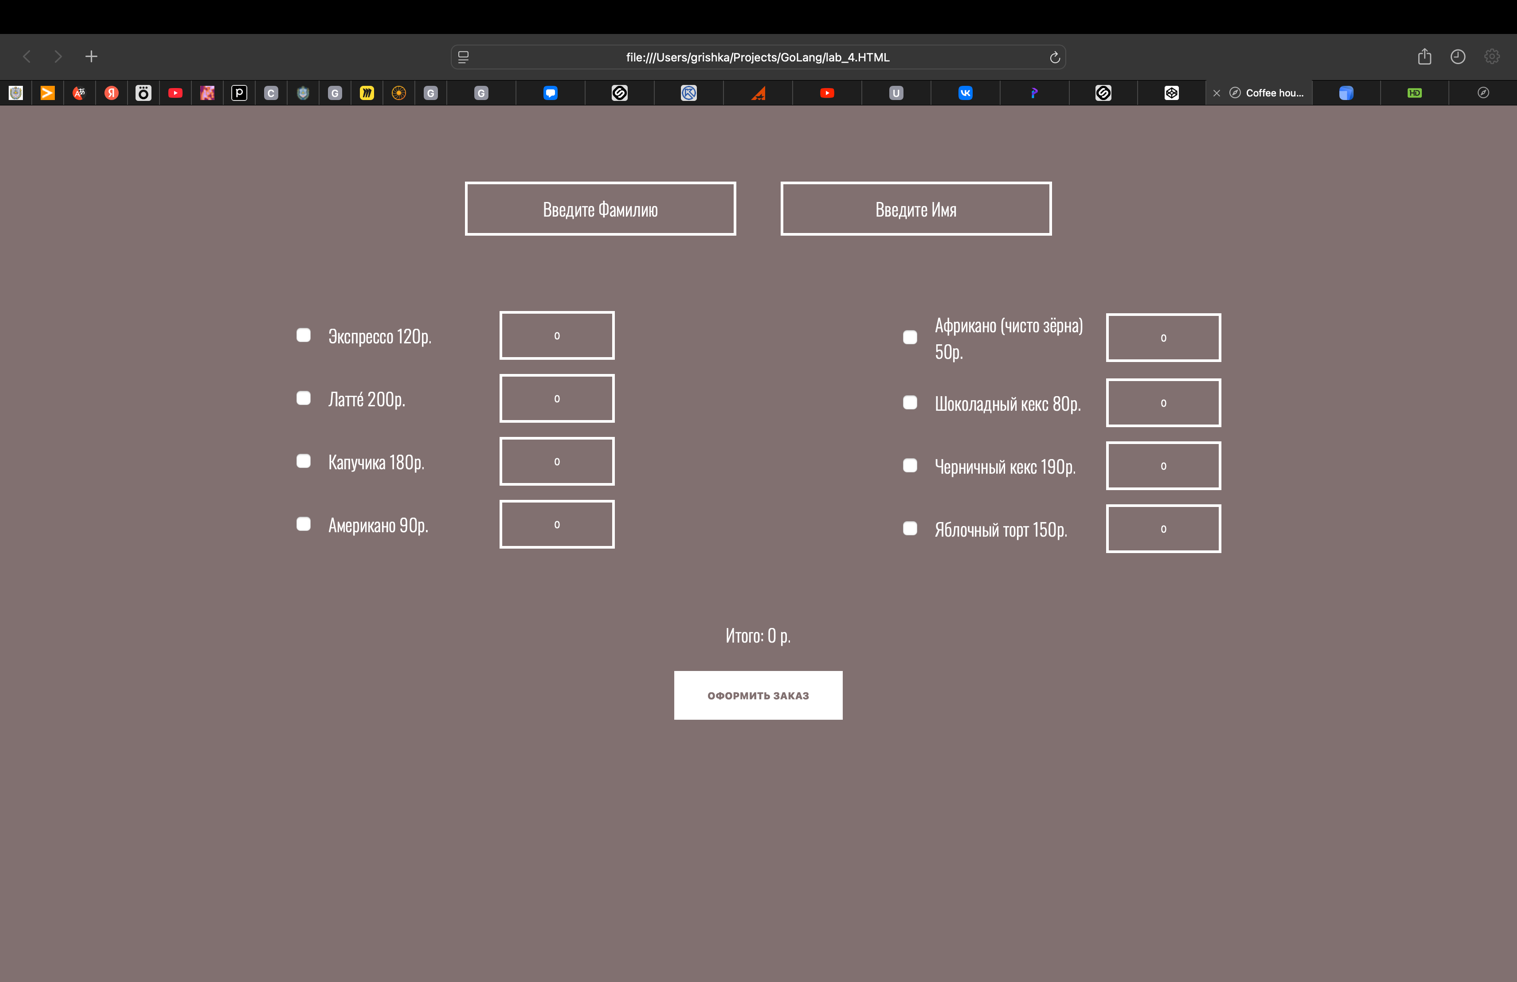 file:///Users/grishka/Projects/GoLang/lab_4.HTML
Coffee hou...
Введите Фамилию
Введите Имя
Экспрессо 120р.
0
Латте́ 200р.
0
Капучика 180р.
0
Американо 90р.
0
Африкано (чисто зёрна)
50р.
0
Шоколадный кекс 80р.
0
Черничный кекс 190р.
0
Яблочный торт 150р.
0
Итого: 0 р.
ОФОРМИТЬ ЗАКАЗ